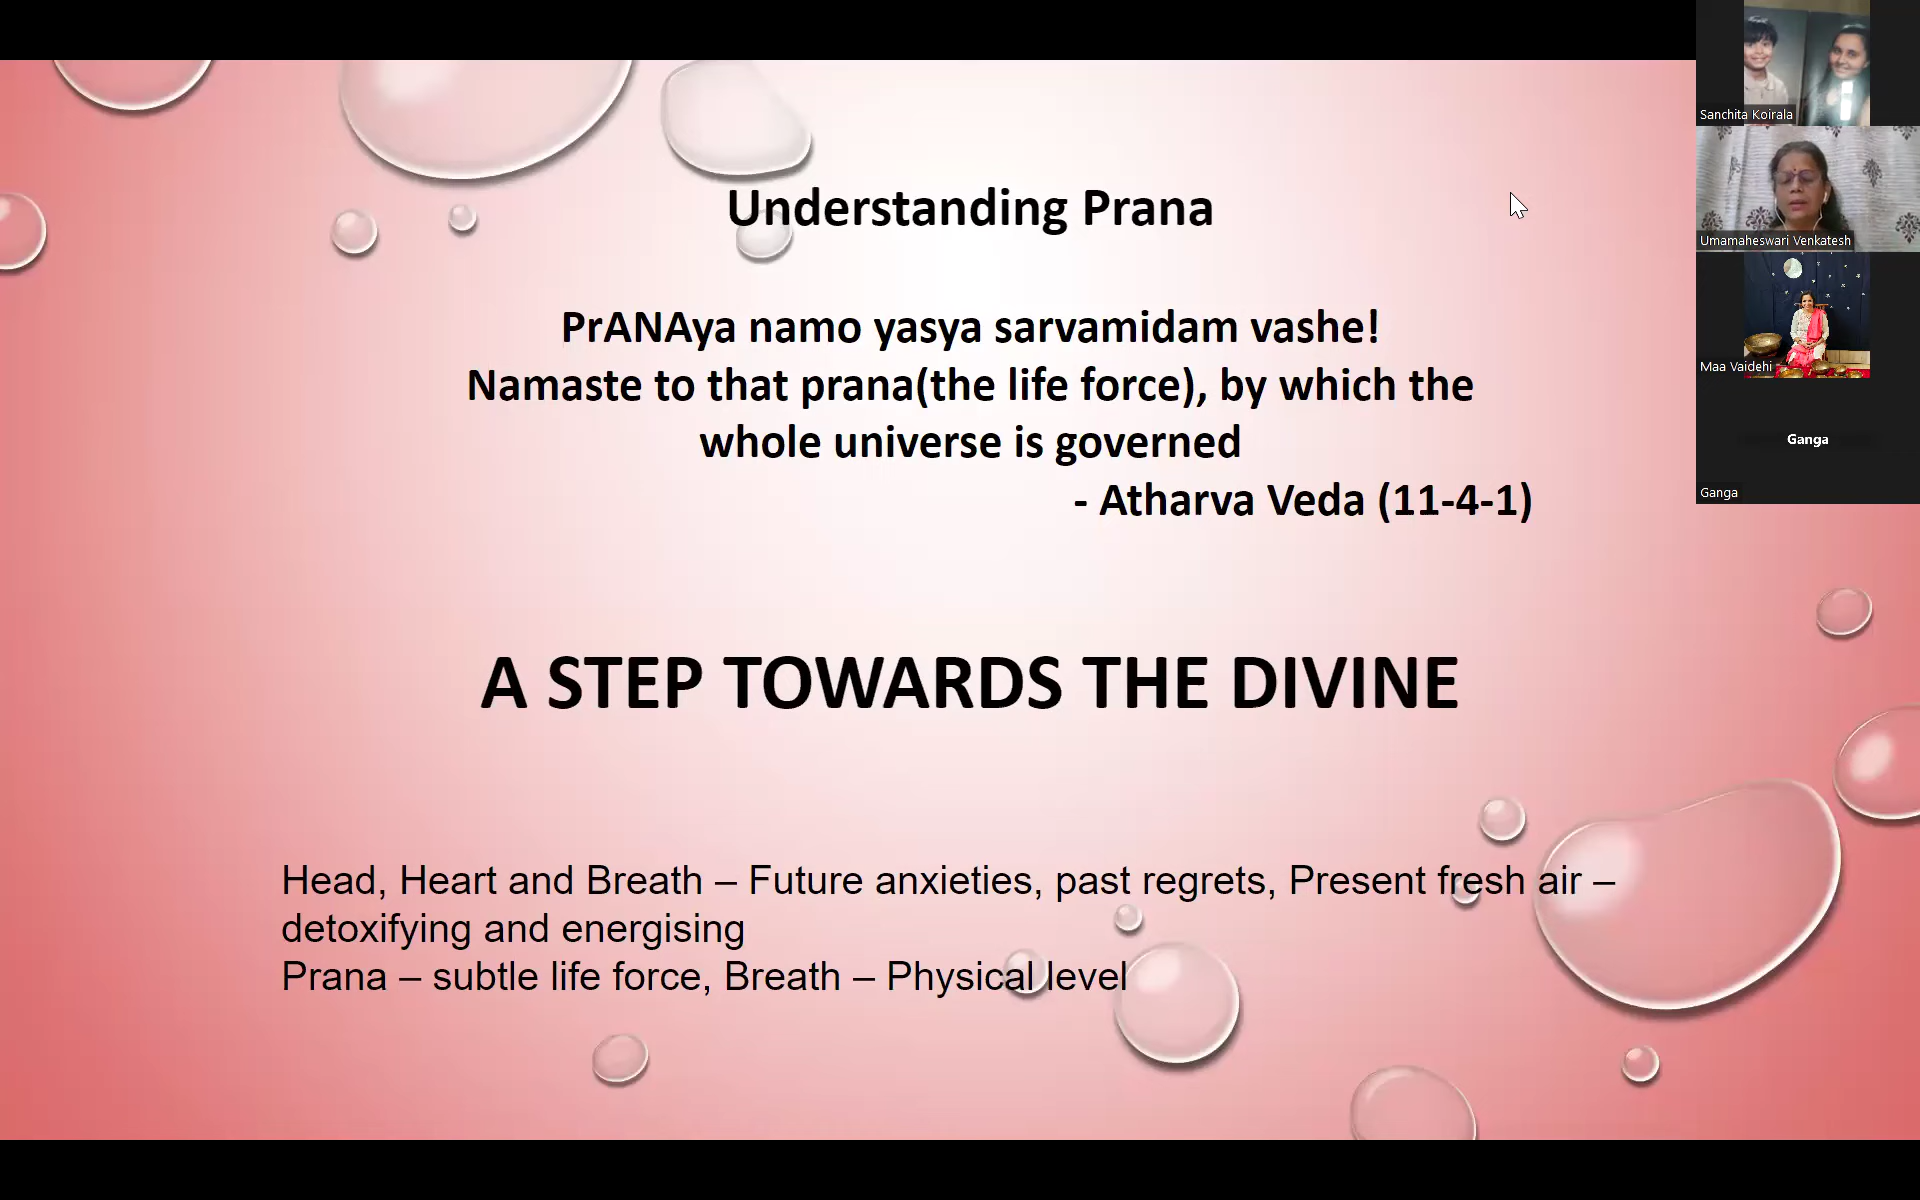 Understanding Prana
PrANAya namo yasya sarvamidam vashe!
Namaste to that prana(the life force), by which the
whole universe is governed
- Atharva Veda (11-4-1)
A STEP TOWARDS THE DIVINE
Head, Heart and Breath – Future anxieties, past regrets, Present fresh air –
detoxifying and energising
Prana – subtle life force, Breath – Physical level
Sanchita Koirala
Umamaheswari Venkatesh
Maa Vaidehi
Ganga
Ganga